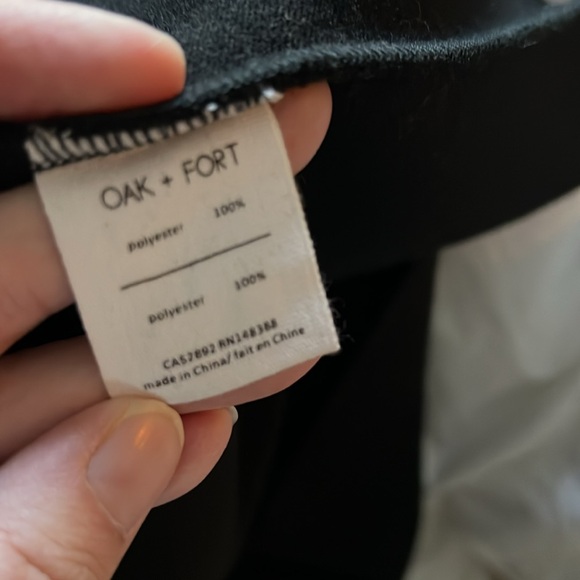 OAK + FORT
polyester 100%
polyester 100%
CA52892 RN148388
made in China/ fait en Chine